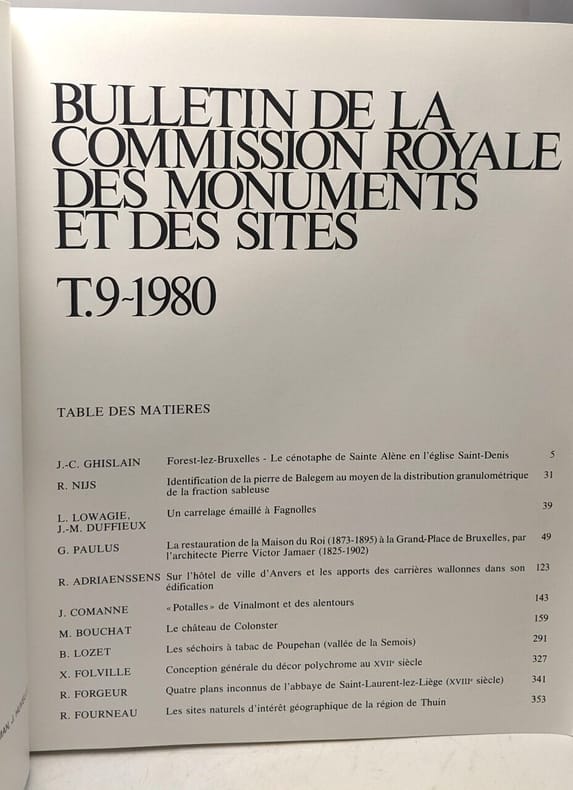 BULLETIN DE LA
COMMISSION ROYALE
DES MONUMENTS
ET DES SITES
T.9-1980
TABLE DES MATIERES
J.-C. GHISLAIN Forest-lez-Bruxelles - Le cénotaphe de Sainte Alène en l'église Saint-Denis 5
R. NIJS Identification de la pierre de Balegem au moyen de la distribution granulométrique 31
de la fraction sableuse
L. LOWAGIE, Un carrelage émaillé à Fagnolles 39
J.-M. DUFFIEUX
G. PAULUS La restauration de la Maison du Roi (1873-1895) à la Grand-Place de Bruxelles, par 49
l'architecte Pierre Victor Jamaer (1825-1902)
R. ADRIAENSSENS Sur l'hôtel de ville d'Anvers et les apports des carrières wallonnes dans son 123
édification
J. COMANNE «Potalles» de Vinalmont et des alentours 143
M. BOUCHAT Le château de Colonster 159
B. LOZET Les séchoirs à tabac de Poupehan (vallée de la Semois) 291
X. FOLVILLE Conception générale du décor polychrome au XVIIe siècle 327
R. FORGEUR Quatre plans inconnus de l'abbaye de Saint-Laurent-lez-Liège (XVIIIe siècle) 341
R. FOURNEAU Les sites naturels d'intérêt géographique de la région de Thuin 353